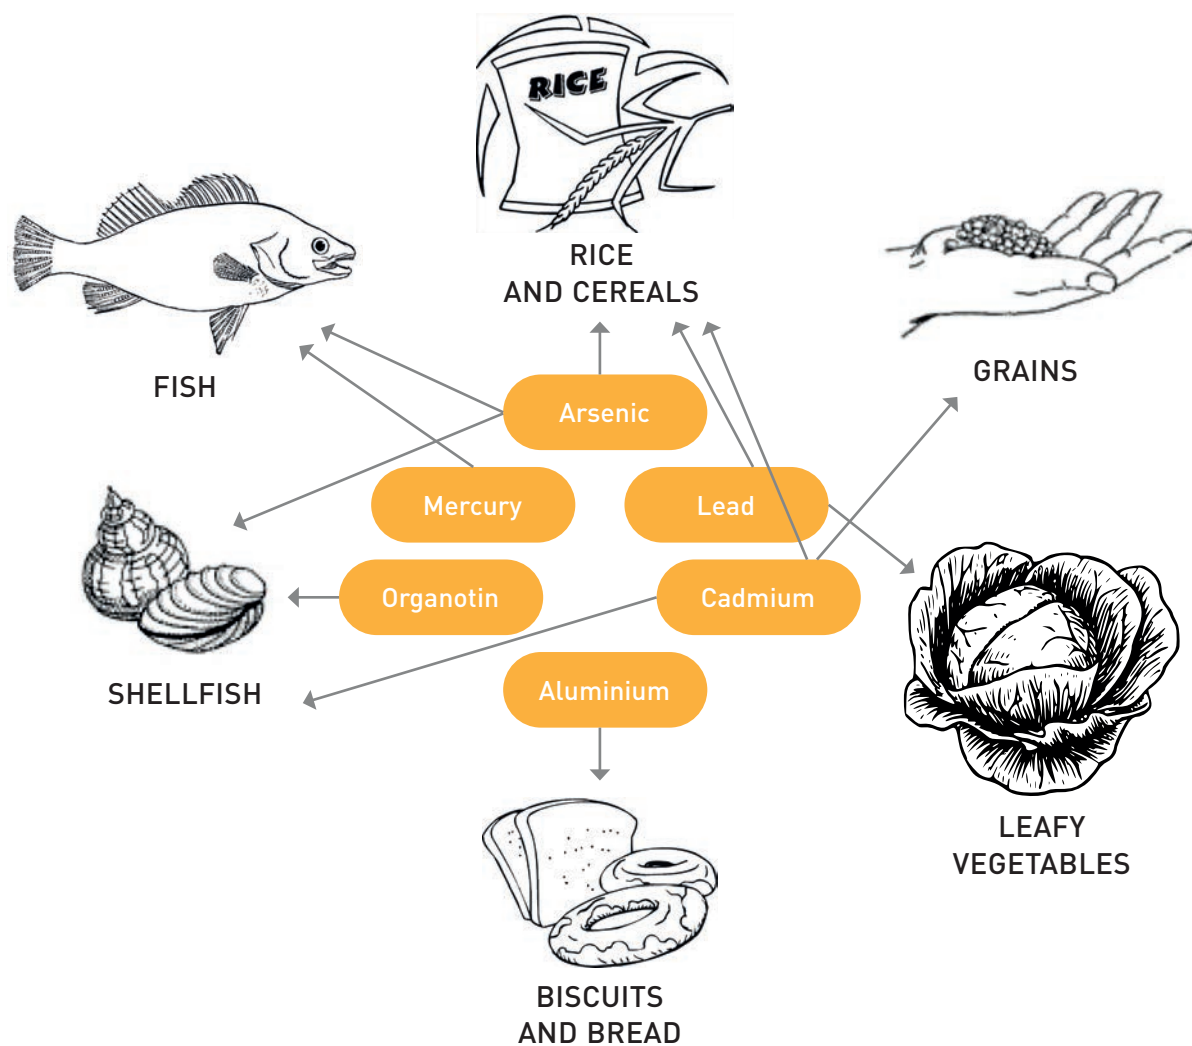 RICE
RICE
AND CEREALS
FISH
GRAINS
Arsenic
Mercury
Lead
Organotin
Cadmium
SHELLFISH
Aluminium
LEAFY
VEGETABLES
BISCUITS
AND BREAD